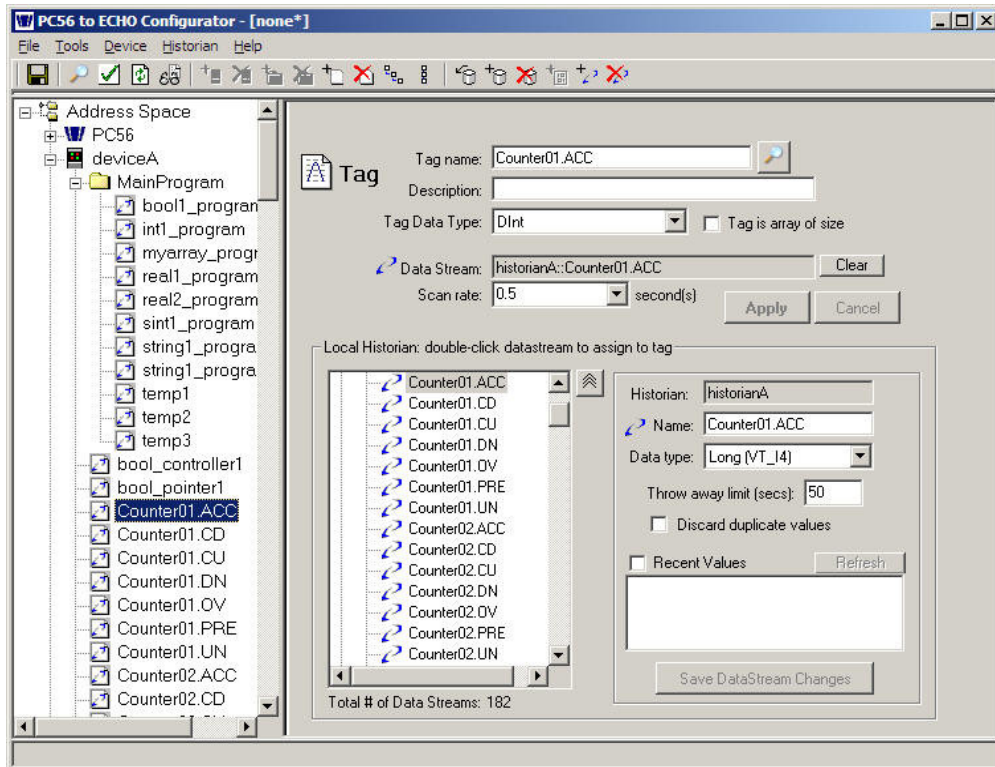 PC56 to ECHO Configurator - [none*]
File Tools Device Historian Help
Address Space
PC56
deviceA
MainProgram
bool1_program
int1_program
myarray_progr
real1_program
real2_program
sint1_program
string1_progra
string1_progra
temp1
temp2
temp3
bool_controller1
bool_pointer1
Counter01.ACC
Counter01.CD
Counter01.CU
Counter01.DN
Counter01.OV
Counter01.PRE
Counter01.UN
Counter02.ACC
Counter02.CD
Tag
Tag name: Counter01.ACC
Description:
Tag Data Type: DInt Tag is array of size
Data Stream: historianA::Counter01.ACC Clear
Scan rate: 0.5 second(s)
Apply Cancel
Local Historian: double-click datastream to assign to tag
Counter01.ACC
Counter01.CD
Counter01.CU
Counter01.DN
Counter01.OV
Counter01.PRE
Counter01.UN
Counter02.ACC
Counter02.CD
Counter02.CU
Counter02.DN
Counter02.OV
Counter02.PRE
Counter02.UN
Total # of Data Streams: 182
Historian: historianA
Name: Counter01.ACC
Data type: Long (VT_I4)
Throw away limit (secs): 50
Discard duplicate values
Recent Values Refresh
Save DataStream Changes